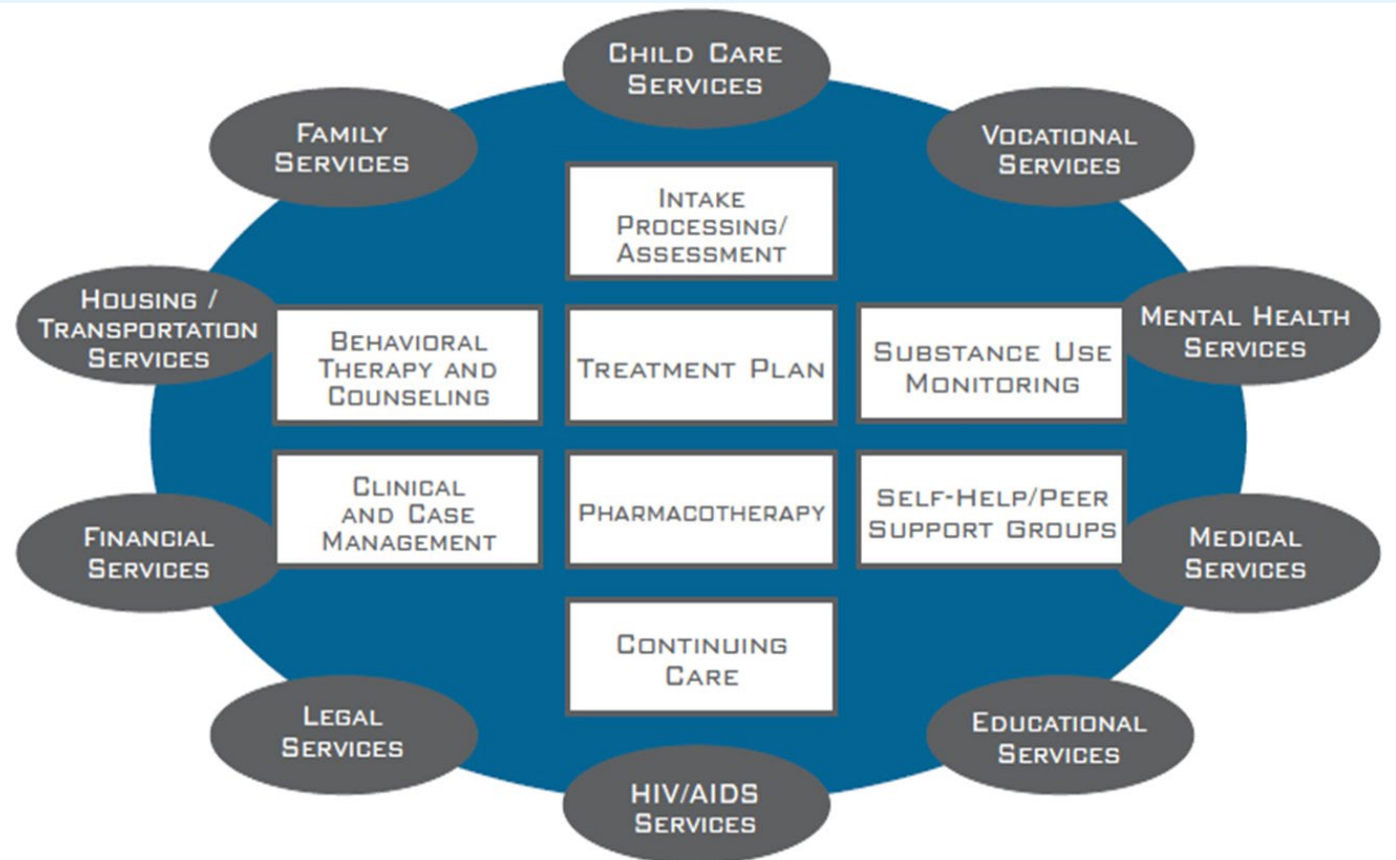 Child Care
Services
Family
Services
Vocational
Services
Intake
Processing/
Assessment
Housing /
Transportation
Services
Mental Health
Services
Behavioral
Therapy and
Counseling
Treatment Plan
Substance Use
Monitoring
Clinical
and Case
Management
Pharmacotherapy
Self-Help/Peer
Support Groups
Financial
Services
Medical
Services
Continuing
Care
Legal
Services
Educational
Services
HIV/AIDS
Services